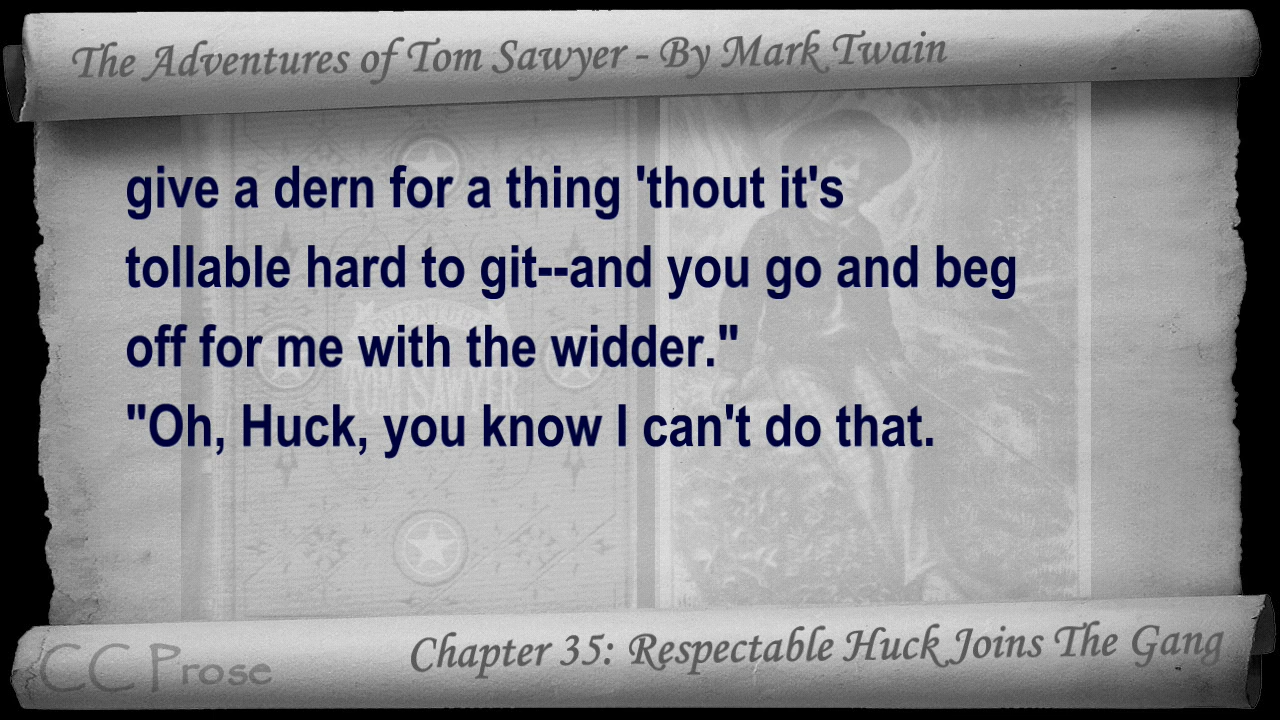 The Adventures of Tom Sawyer - By Mark Twain
give a dern for a thing 'thout it's
tollable hard to git--and you go and beg
off for me with the widder."
"Oh, Huck, you know I can't do that.
Chapter 35: Respectable Huck Joins The Gang
CC Prose